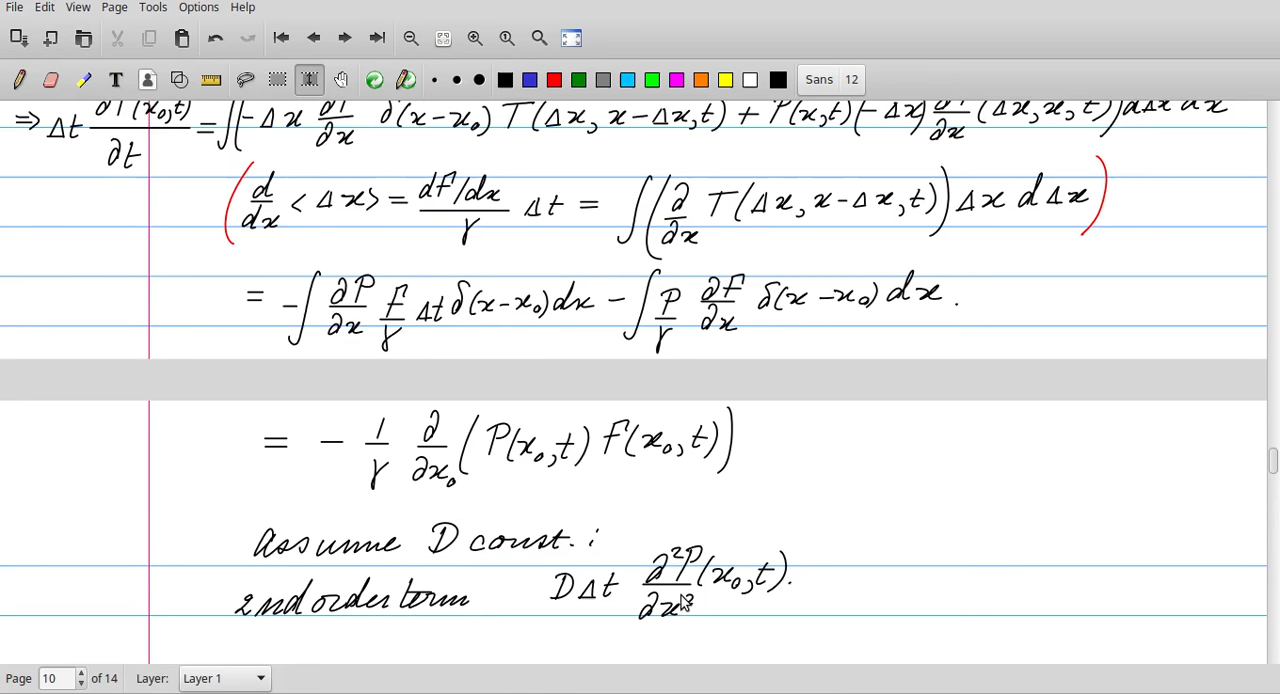 File Edit View Page Tools Options Help
Sans 12
⇒ Δt ∂P(x₀,t)/∂t = ∫(-Δx ∂P/∂x δ(x-x₀) T(Δx, x-Δx,t) + P(x,t)(-Δx) ∂T/∂x (Δx,x,t)) dΔx dx
(d/dx <Δx> = (dF/dx)/γ Δt = ∫(∂/∂x T(Δx, x-Δx,t)) Δx dΔx)
= -∫ ∂P/∂x F/γ Δt δ(x-x₀)dx - ∫ P/γ ∂F/∂x δ(x-x₀) dx.
= - 1/γ ∂/∂x₀ (P(x₀,t) F(x₀,t))
Assume D const. :
2nd order term D Δt ∂²P/∂x² (x₀,t).
Page 10 of 14 Layer: Layer 1